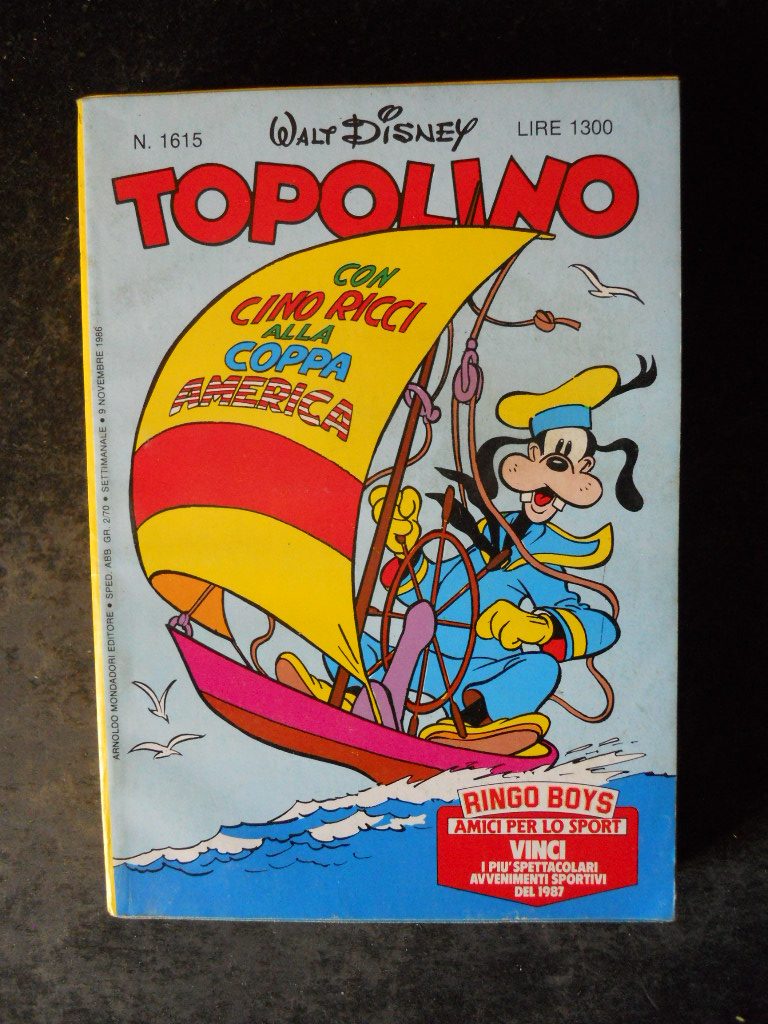 N. 1615
WALT DISNEY
LIRE 1300
TOPOLINO
CON
CINO RICCI
ALLA
COPPA
AMERICA
ARNOLDO MONDADORI EDITORE • SPED. ABB. GR. 2/70 • SETTIMANALE • 9 NOVEMBRE 1986
RINGO BOYS
AMICI PER LO SPORT
VINCI
I PIU' SPETTACOLARI
AVVENIMENTI SPORTIVI
DEL 1987